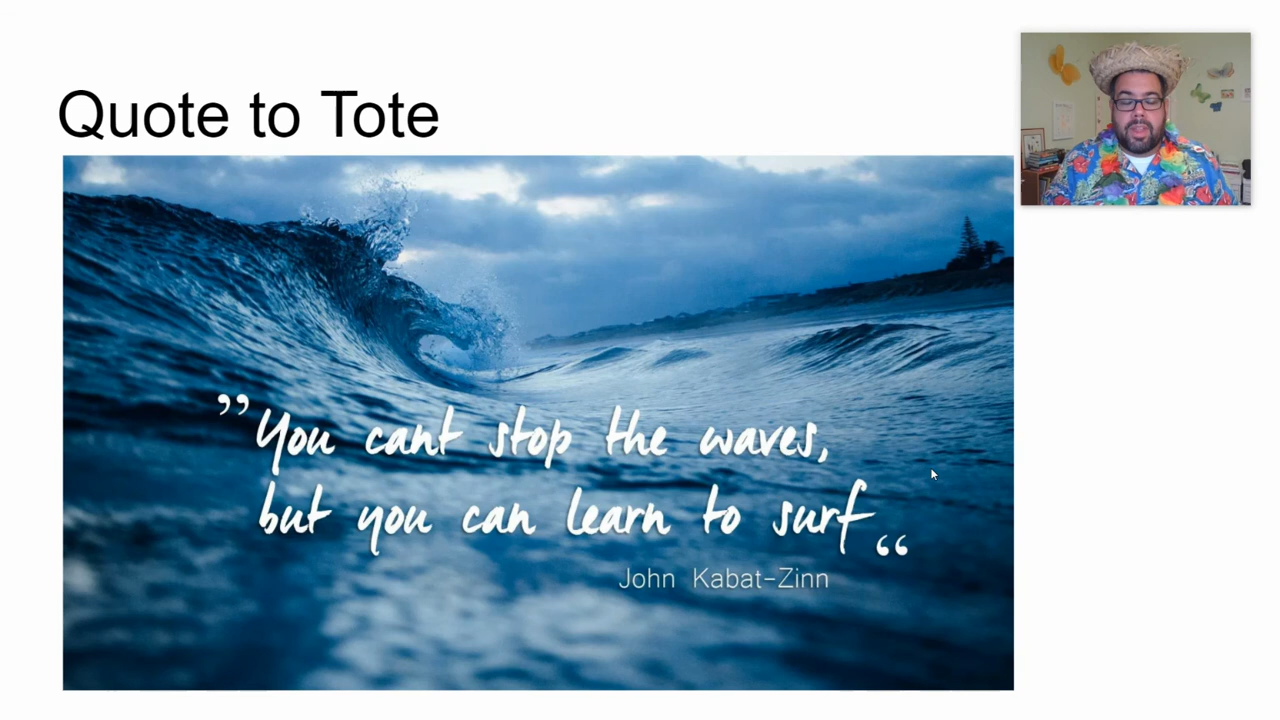 Quote to Tote
”You cant stop the waves,
but you can learn to surf“
John Kabat-Zinn